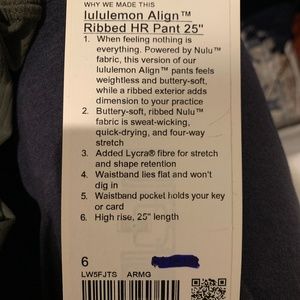 WHY WE MADE THIS
lululemon Align™
Ribbed HR Pant 25"
1. When feeling nothing is
everything. Powered by Nulu™
fabric, this version of our
lululemon Align™ pants feels
weightless and buttery-soft,
while a ribbed exterior adds
dimension to your practice
2. Buttery-soft, ribbed Nulu™
fabric is sweat-wicking,
quick-drying, and four-way
stretch
3. Added Lycra® fibre for stretch
and shape retention
4. Waistband lies flat and won't
dig in
5. Waistband pocket holds your
key or card
6. High rise, 25" length
6
LW5FJTS ARMG